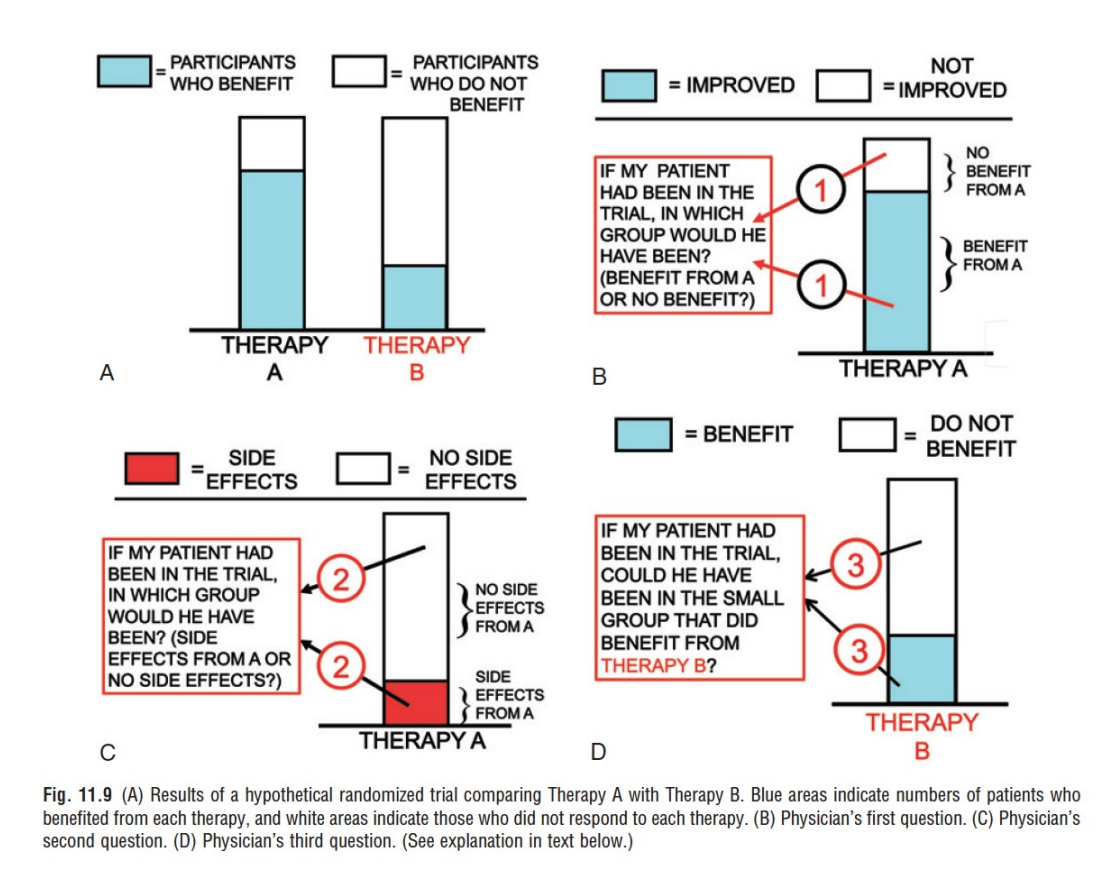 = PARTICIPANTS
WHO BENEFIT
= PARTICIPANTS
WHO DO NOT
BENEFIT
THERAPY
A
THERAPY
B
A
= IMPROVED
NOT
= IMPROVED
IF MY PATIENT
HAD BEEN IN THE
TRIAL, IN WHICH
GROUP WOULD HE
HAVE BEEN?
(BENEFIT FROM A
OR NO BENEFIT?)
1
1
NO
BENEFIT
FROM A
BENEFIT
FROM A
THERAPY A
B
= SIDE
EFFECTS
= NO SIDE
EFFECTS
IF MY PATIENT HAD
BEEN IN THE TRIAL,
IN WHICH GROUP
WOULD HE HAVE
BEEN? (SIDE
EFFECTS FROM A OR
NO SIDE EFFECTS?)
2
2
NO SIDE
EFFECTS
FROM A
SIDE
EFFECTS
FROM A
THERAPY A
C
= BENEFIT
= DO NOT
BENEFIT
IF MY PATIENT HAD
BEEN IN THE TRIAL,
COULD HE HAVE
BEEN IN THE SMALL
GROUP THAT DID
BENEFIT FROM
THERAPY B?
3
3
THERAPY
B
D
Fig. 11.9 (A) Results of a hypothetical randomized trial comparing Therapy A with Therapy B. Blue areas indicate numbers of patients who
benefited from each therapy, and white areas indicate those who did not respond to each therapy. (B) Physician's first question. (C) Physician's
second question. (D) Physician's third question. (See explanation in text below.)